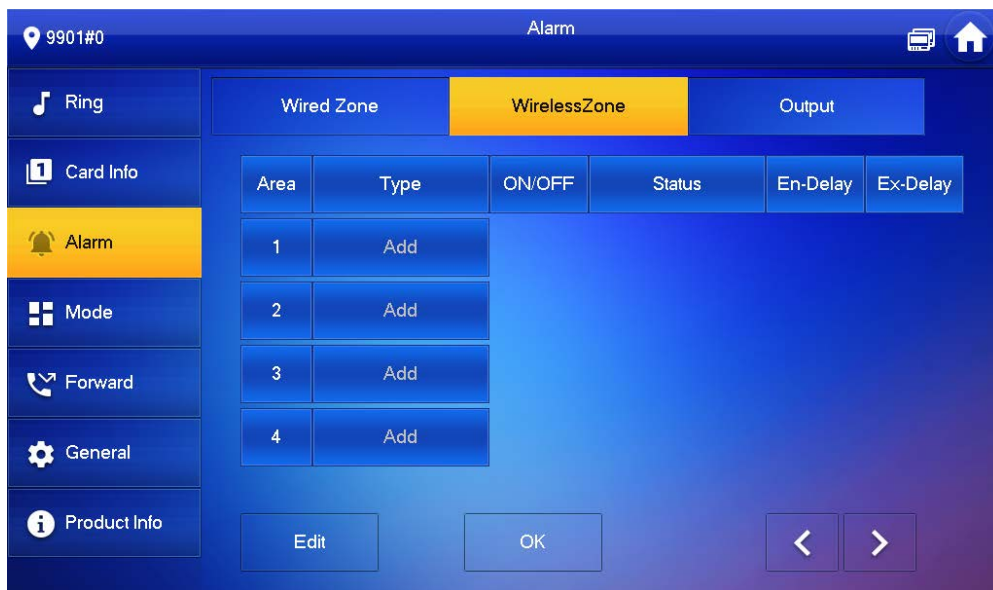 9901#0
Alarm
Ring
Card Info
Alarm
Mode
Forward
General
Product Info
Wired Zone WirelessZone Output
Area Type ON/OFF Status En-Delay Ex-Delay
1 Add
2 Add
3 Add
4 Add
Edit OK